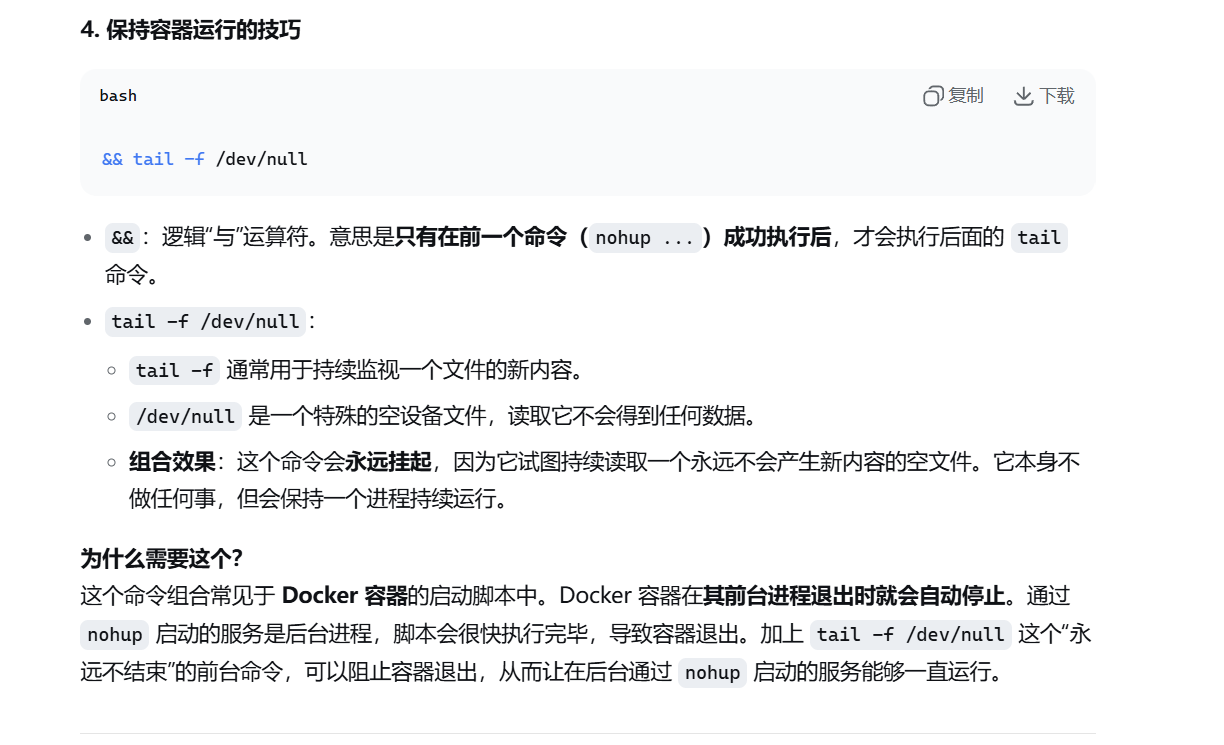 4. 保持容器运行的技巧
bash
复制
下载
&& tail -f /dev/null
&&：逻辑“与”运算符。意思是只有在前一个命令（nohup ...）成功执行后，才会执行后面的 tail
命令。
tail -f /dev/null：
tail -f 通常用于持续监视一个文件的新内容。
/dev/null 是一个特殊的空设备文件，读取它不会得到任何数据。
组合效果：这个命令会永远挂起，因为它试图持续读取一个永远不会产生新内容的空文件。它本身不
做任何事，但会保持一个进程持续运行。
为什么需要这个？
这个命令组合常见于 Docker 容器的启动脚本中。Docker 容器在其前台进程退出时就会自动停止。通过
nohup 启动的服务是后台进程，脚本会很快执行完毕，导致容器退出。加上 tail -f /dev/null 这个“永
远不结束”的前台命令，可以阻止容器退出，从而让在后台通过 nohup 启动的服务能够一直运行。